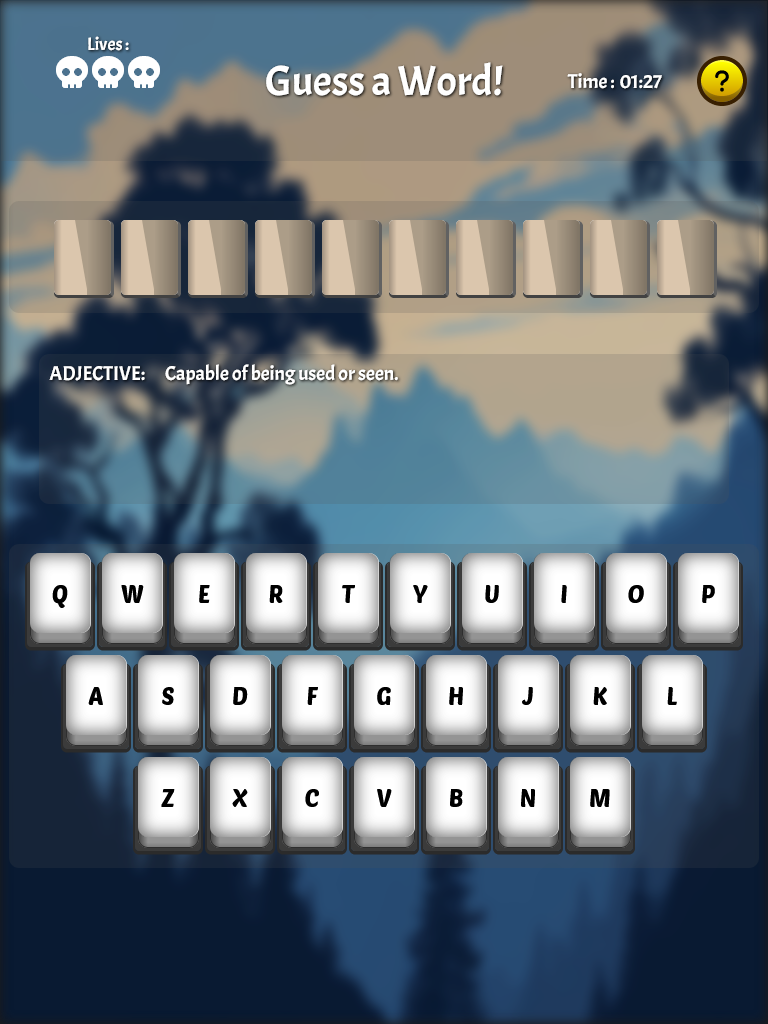 Lives :
Guess a Word!
Time : 01:27
?
ADJECTIVE: Capable of being used or seen.
Q W E R T Y U I O P
A S D F G H J K L
Z X C V B N M